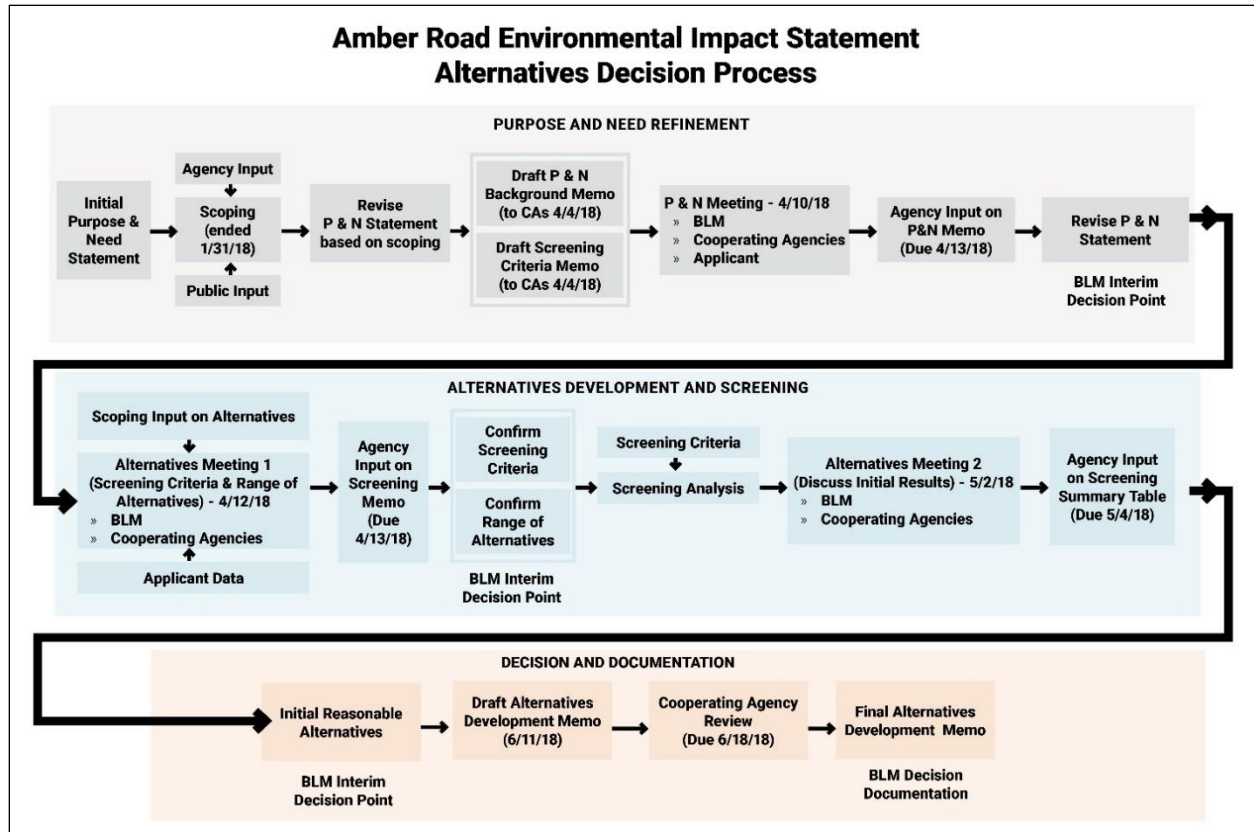 Amber Road Environmental Impact Statement
Alternatives Decision Process
PURPOSE AND NEED REFINEMENT
Initial
Purpose &
Need
Statement
Agency Input
Scoping
(ended
1/31/18)
Public Input
Revise
P & N Statement
based on scoping
Draft P & N
Background Memo
(to CAs 4/4/18)
Draft Screening
Criteria Memo
(to CAs 4/4/18)
P & N Meeting - 4/10/18
» BLM
» Cooperating Agencies
» Applicant
Agency Input on
P&N Memo
(Due 4/13/18)
Revise P & N
Statement
BLM Interim
Decision Point
ALTERNATIVES DEVELOPMENT AND SCREENING
Scoping Input on Alternatives
Alternatives Meeting 1
(Screening Criteria & Range of
Alternatives) - 4/12/18
» BLM
» Cooperating Agencies
Applicant Data
Agency
Input on
Screening
Memo
(Due
4/13/18)
Confirm
Screening
Criteria
Confirm
Range of
Alternatives
BLM Interim
Decision Point
Screening Criteria
Screening Analysis
Alternatives Meeting 2
(Discuss Initial Results) - 5/2/18
» BLM
» Cooperating Agencies
Agency Input
on Screening
Summary Table
(Due 5/4/18)
DECISION AND DOCUMENTATION
Initial Reasonable
Alternatives
BLM Interim
Decision Point
Draft Alternatives
Development Memo
(6/11/18)
Cooperating Agency
Review
(Due 6/18/18)
Final Alternatives
Development Memo
BLM Decision
Documentation